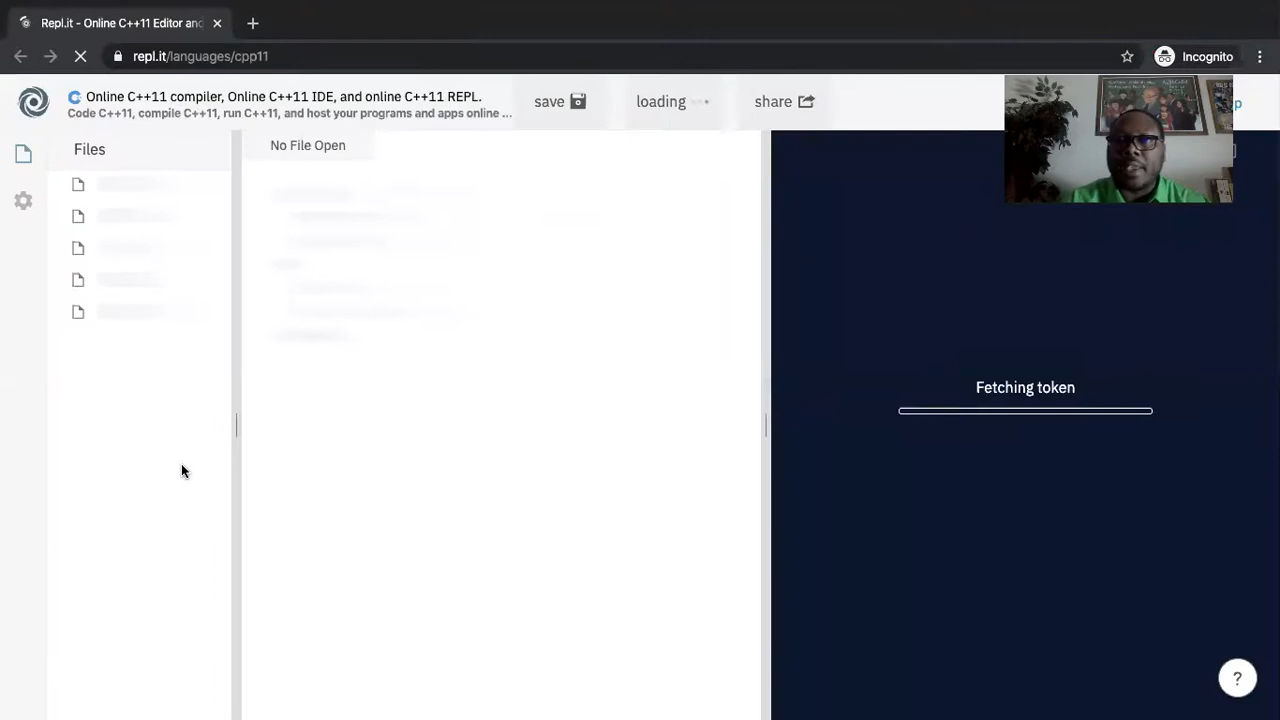 Repl.it - Online C++11 Editor and
repl.it/languages/cpp11
Incognito
Online C++11 compiler, Online C++11 IDE, and online C++11 REPL.
Code C++11, compile C++11, run C++11, and host your programs and apps online ...
save
loading
share
Files
No File Open
Fetching token
?